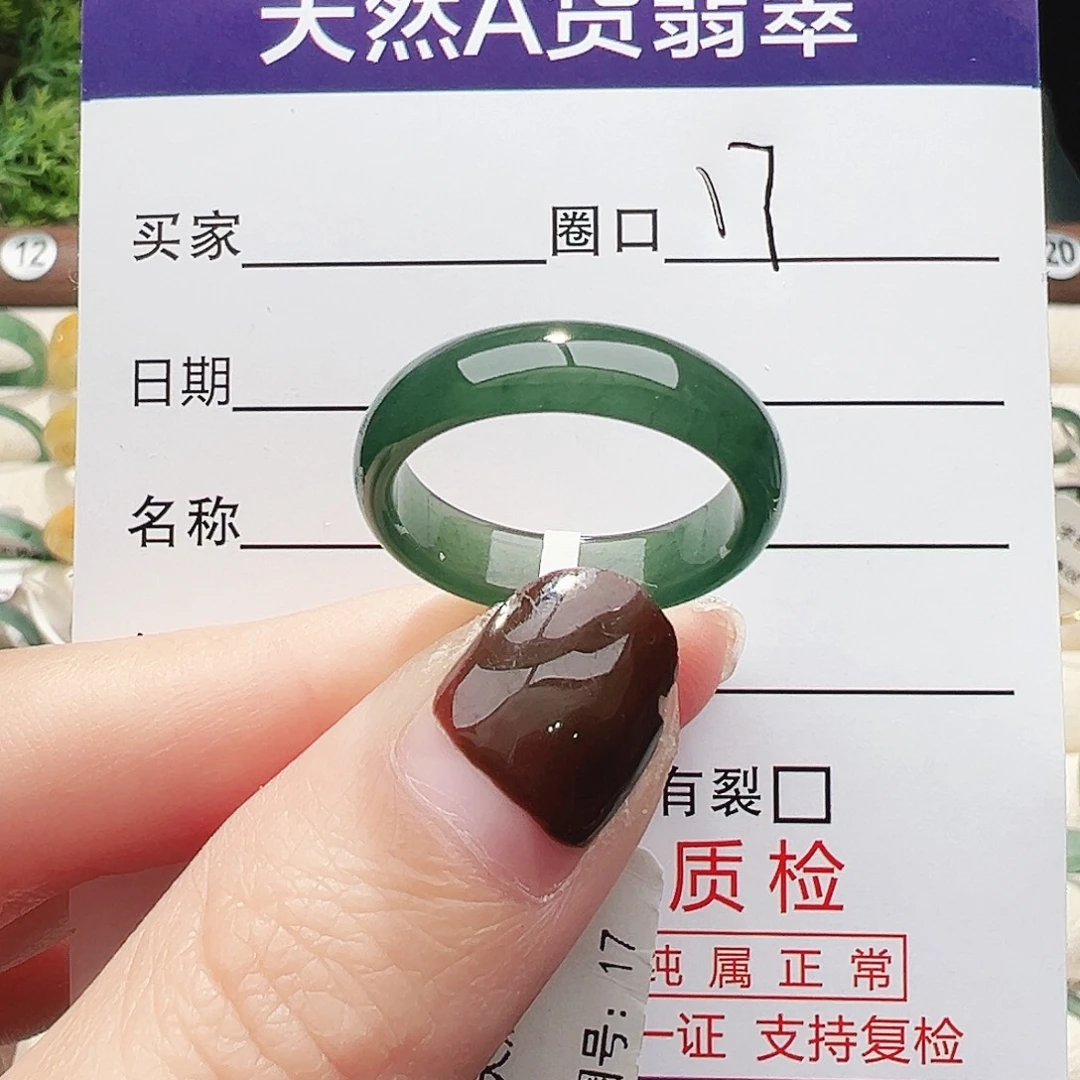 天然A货翡翠
买家 圈口 17
日期
名称
有裂□
质检
纯属正常
一证 支持复检
号: 17
12
20